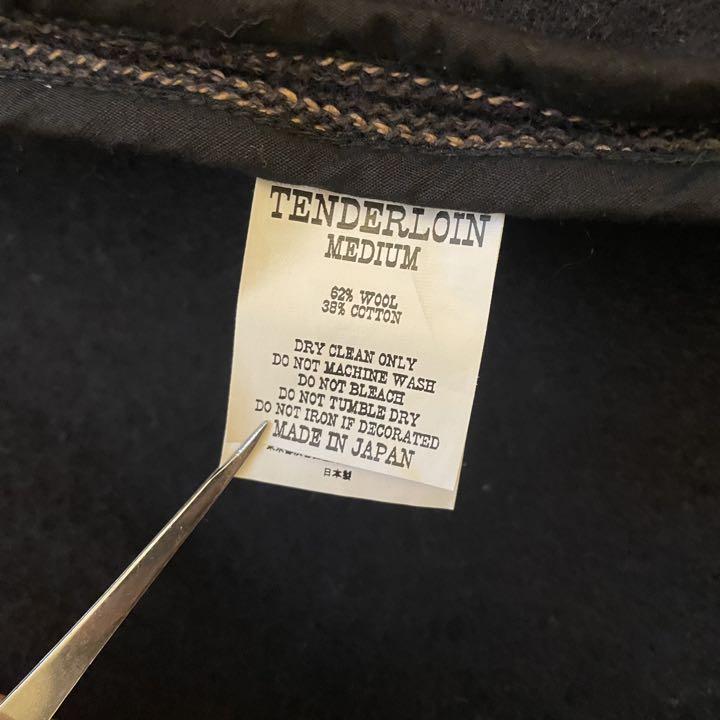 TENDERLOIN
MEDIUM
62% WOOL
38% COTTON
DRY CLEAN ONLY
DO NOT MACHINE WASH
DO NOT BLEACH
DO NOT TUMBLE DRY
DO NOT IRON IF DECORATED
MADE IN JAPAN
日本製